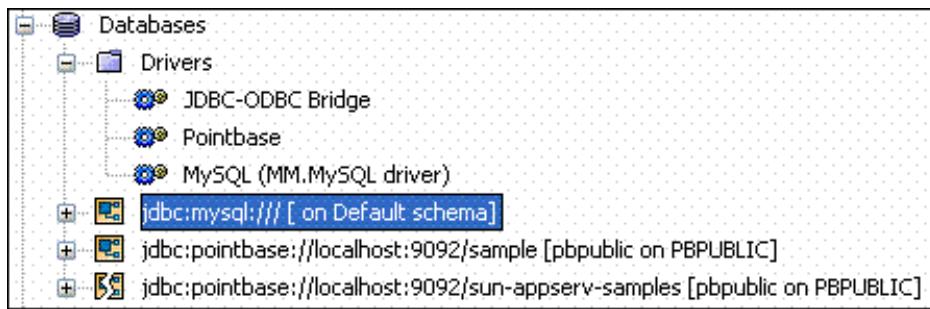 Databases
Drivers
JDBC-ODBC Bridge
Pointbase
MySQL (MM.MySQL driver)
jdbc:mysql:/// [ on Default schema]
jdbc:pointbase://localhost:9092/sample [pbpublic on PBPUBLIC]
jdbc:pointbase://localhost:9092/sun-appserv-samples [pbpublic on PBPUBLIC]